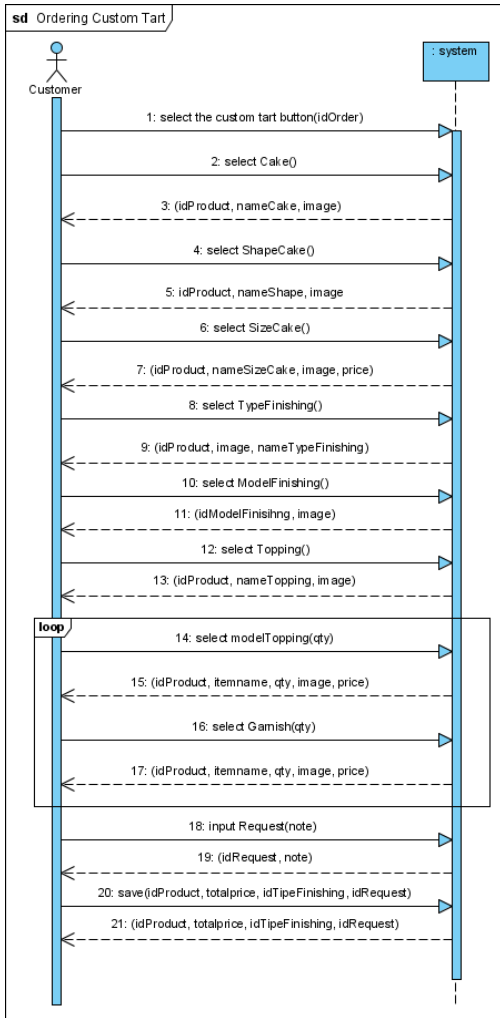 sd Ordering Custom Tart
: system
Customer
1: select the custom tart button(idOrder)
2: select Cake()
3: (idProduct, nameCake, image)
4: select ShapeCake()
5: idProduct, nameShape, image
6: select SizeCake()
7: (idProduct, nameSizeCake, image, price)
8: select TypeFinishing()
9: (idProduct, image, nameTypeFinishing)
10: select ModelFinishing()
11: (idModelFinisihng, image)
12: select Topping()
13: (idProduct, nameTopping, image)
loop
14: select modelTopping(qty)
15: (idProduct, itemname, qty, image, price)
16: select Garnish(qty)
17: (idProduct, itemname, qty, image, price)
18: input Request(note)
19: (idRequest, note)
20: save(idProduct, totalprice, idTipeFinishing, idRequest)
21: (idProduct, totalprice, idTipeFinishing, idRequest)